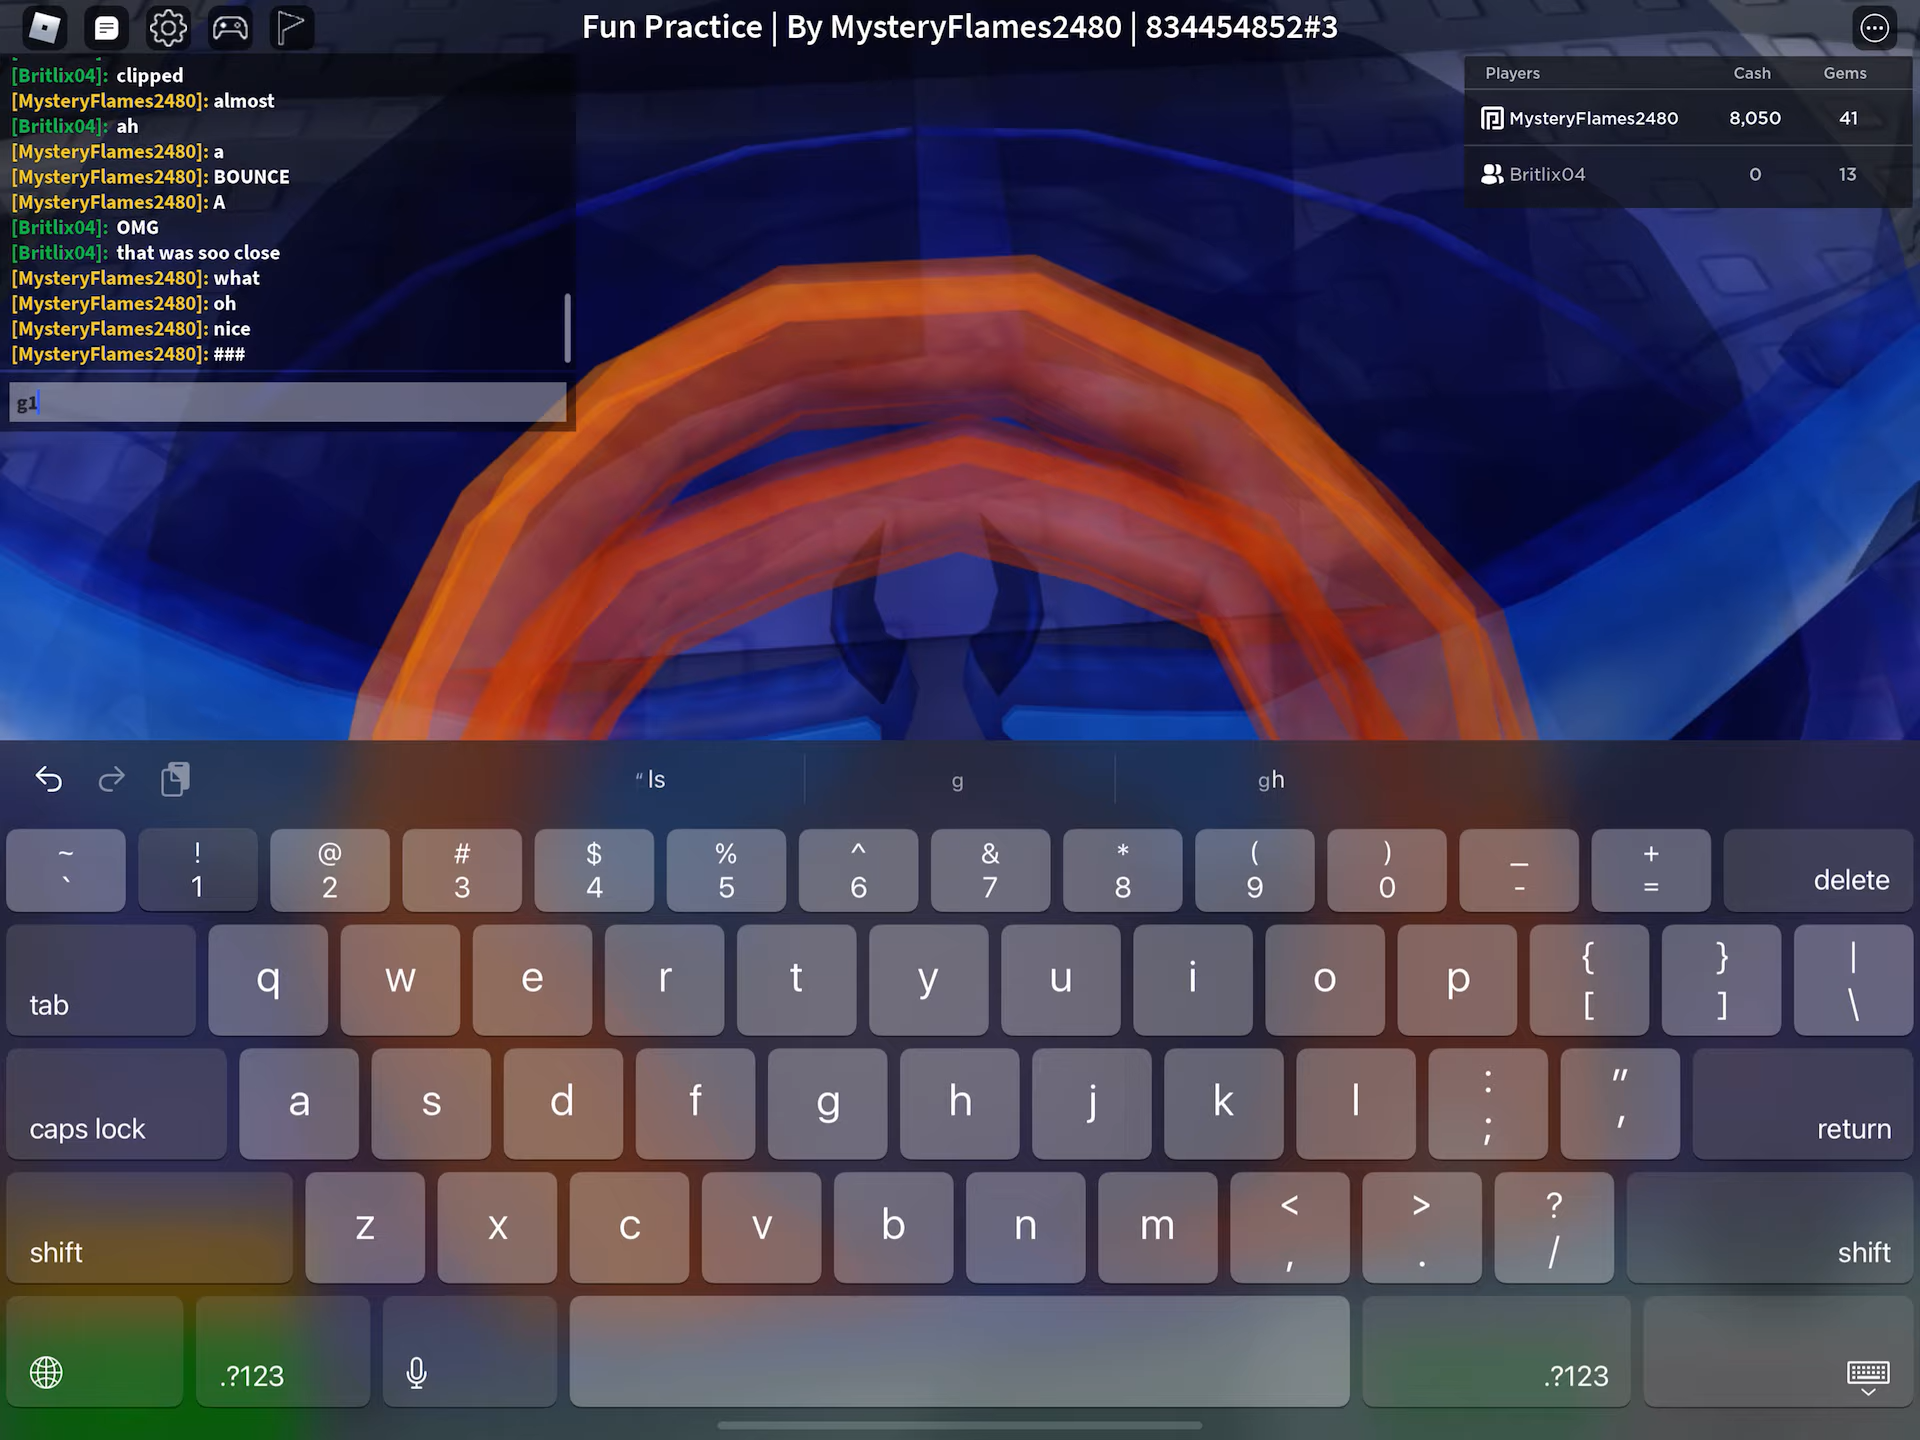 Fun Practice | By MysteryFlames2480 | 834454852#3
[Britlix04]: clipped
[MysteryFlames2480]: almost
[Britlix04]: ah
[MysteryFlames2480]: a
[MysteryFlames2480]: BOUNCE
[MysteryFlames2480]: A
[Britlix04]: OMG
[Britlix04]: that was soo close
[MysteryFlames2480]: what
[MysteryFlames2480]: oh
[MysteryFlames2480]: nice
[MysteryFlames2480]: ###
g1
Players Cash Gems
MysteryFlames2480 8,050 41
Britlix04 0 13
“ls g gh
~ ! @ # $ % ^ & * ( ) _ +
` 1 2 3 4 5 6 7 8 9 0 - = delete
tab q w e r t y u i o p { [ } ] | \
caps lock a s d f g h j k l : ; " ' return
shift z x c v b n m < , > . ? / shift
.?123 .?123